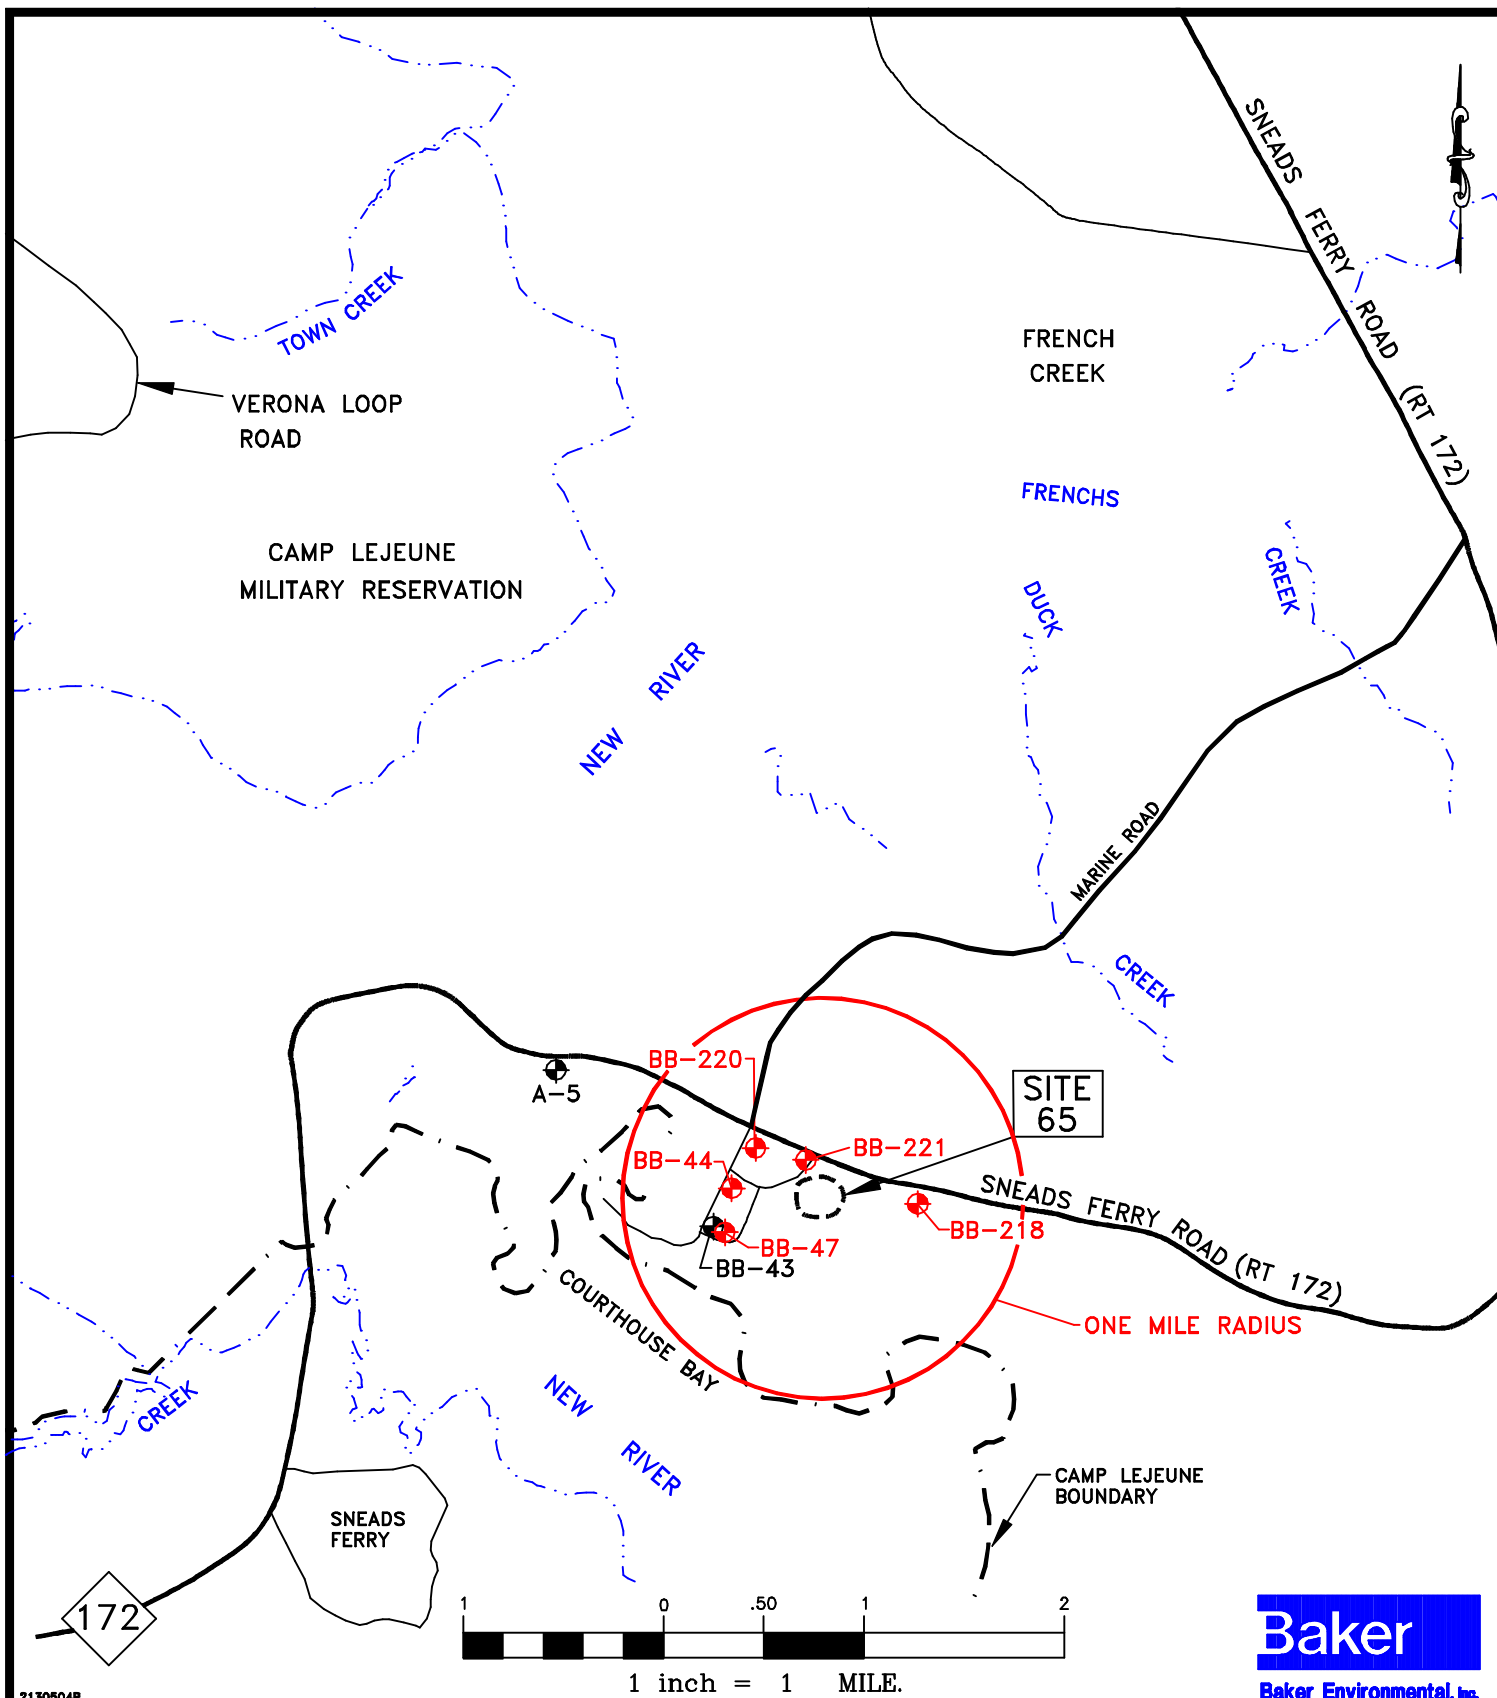 SNEADS FERRY ROAD (RT 172)
TOWN CREEK
FRENCH
CREEK
VERONA LOOP
ROAD
FRENCHS
CREEK
CAMP LEJEUNE
MILITARY RESERVATION
DUCK
NEW RIVER
MARINE ROAD
CREEK
BB-220
A-5
SITE
65
BB-221
BB-44
SNEADS FERRY ROAD (RT 172)
BB-218
BB-47
BB-43
COURTHOUSE BAY
ONE MILE RADIUS
CREEK
NEW
RIVER
CAMP LEJEUNE
BOUNDARY
SNEADS
FERRY
172
1 0 .50 1 2
1 inch = 1 MILE.
Baker
Baker Environmental, Inc.
2130504B